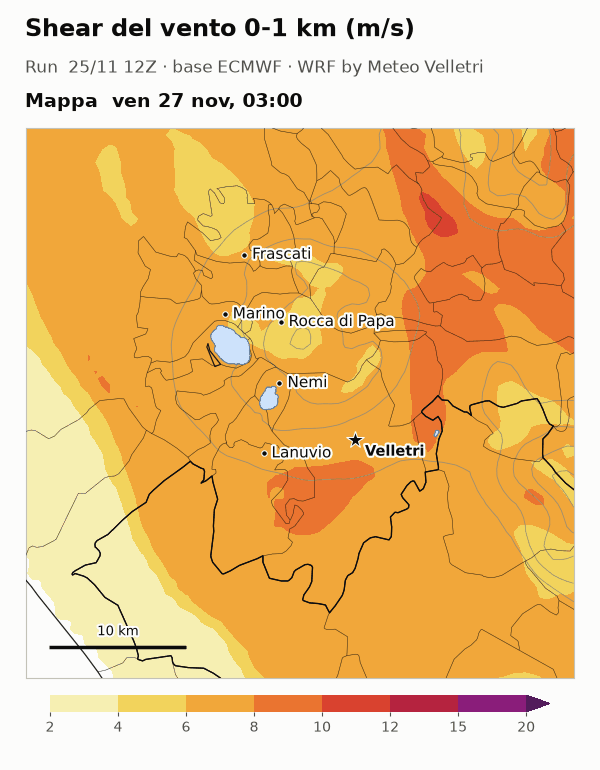 Shear del vento 0-1 km (m/s)
Run  25/11 12Z · base ECMWF · WRF by Meteo Velletri
Mappa  ven 27 nov, 03:00
Frascati
Marino
Rocca di Papa
Nemi
Velletri
Lanuvio
10 km
2 4 6 8 10 12 15 20